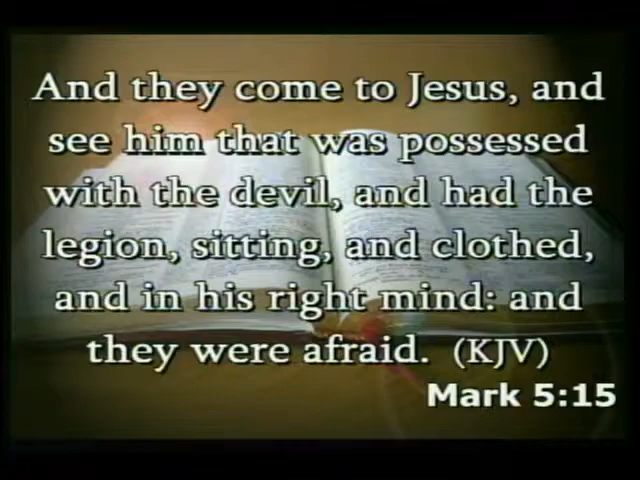 And they come to Jesus, and
see him that was possessed
with the devil, and had the
legion, sitting, and clothed,
and in his right mind: and
they were afraid. (KJV)
Mark 5:15